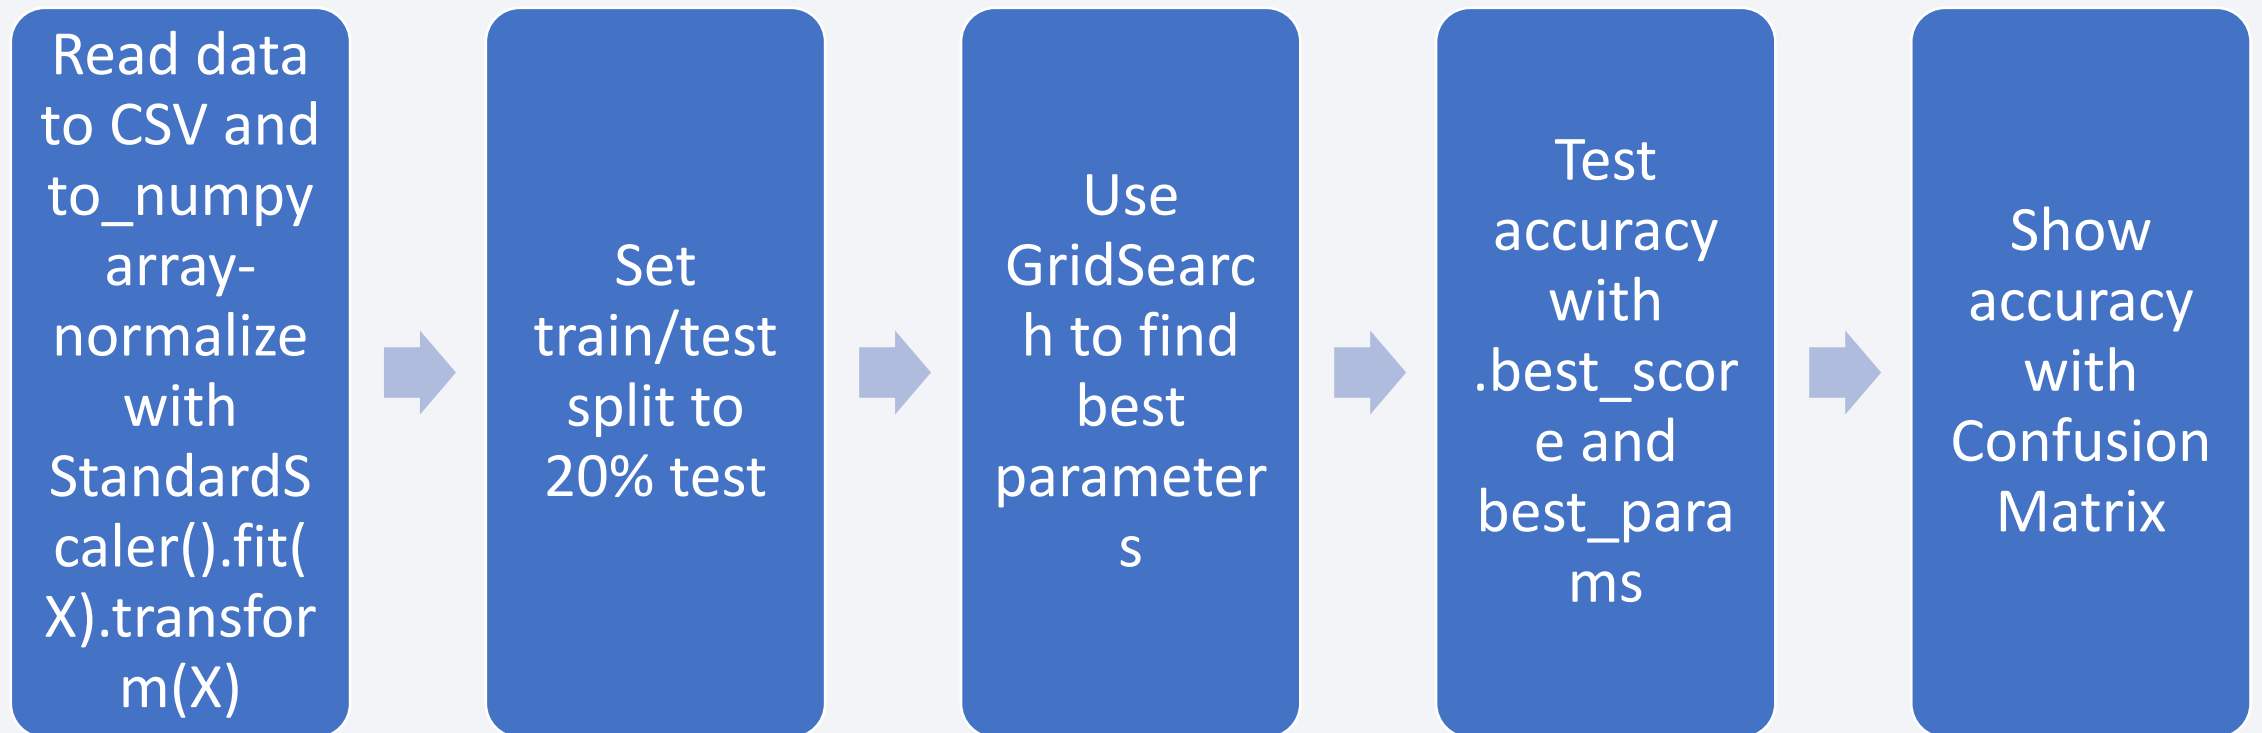 Read data
to CSV and
to_numpy
array-
normalize
with
StandardS
caler().fit(
X).transfor
m(X)
Set
train/test
split to
20% test
Use
GridSearc
h to find
best
parameter
s
Test
accuracy
with
.best_scor
e and
best_para
ms
Show
accuracy
with
Confusion
Matrix